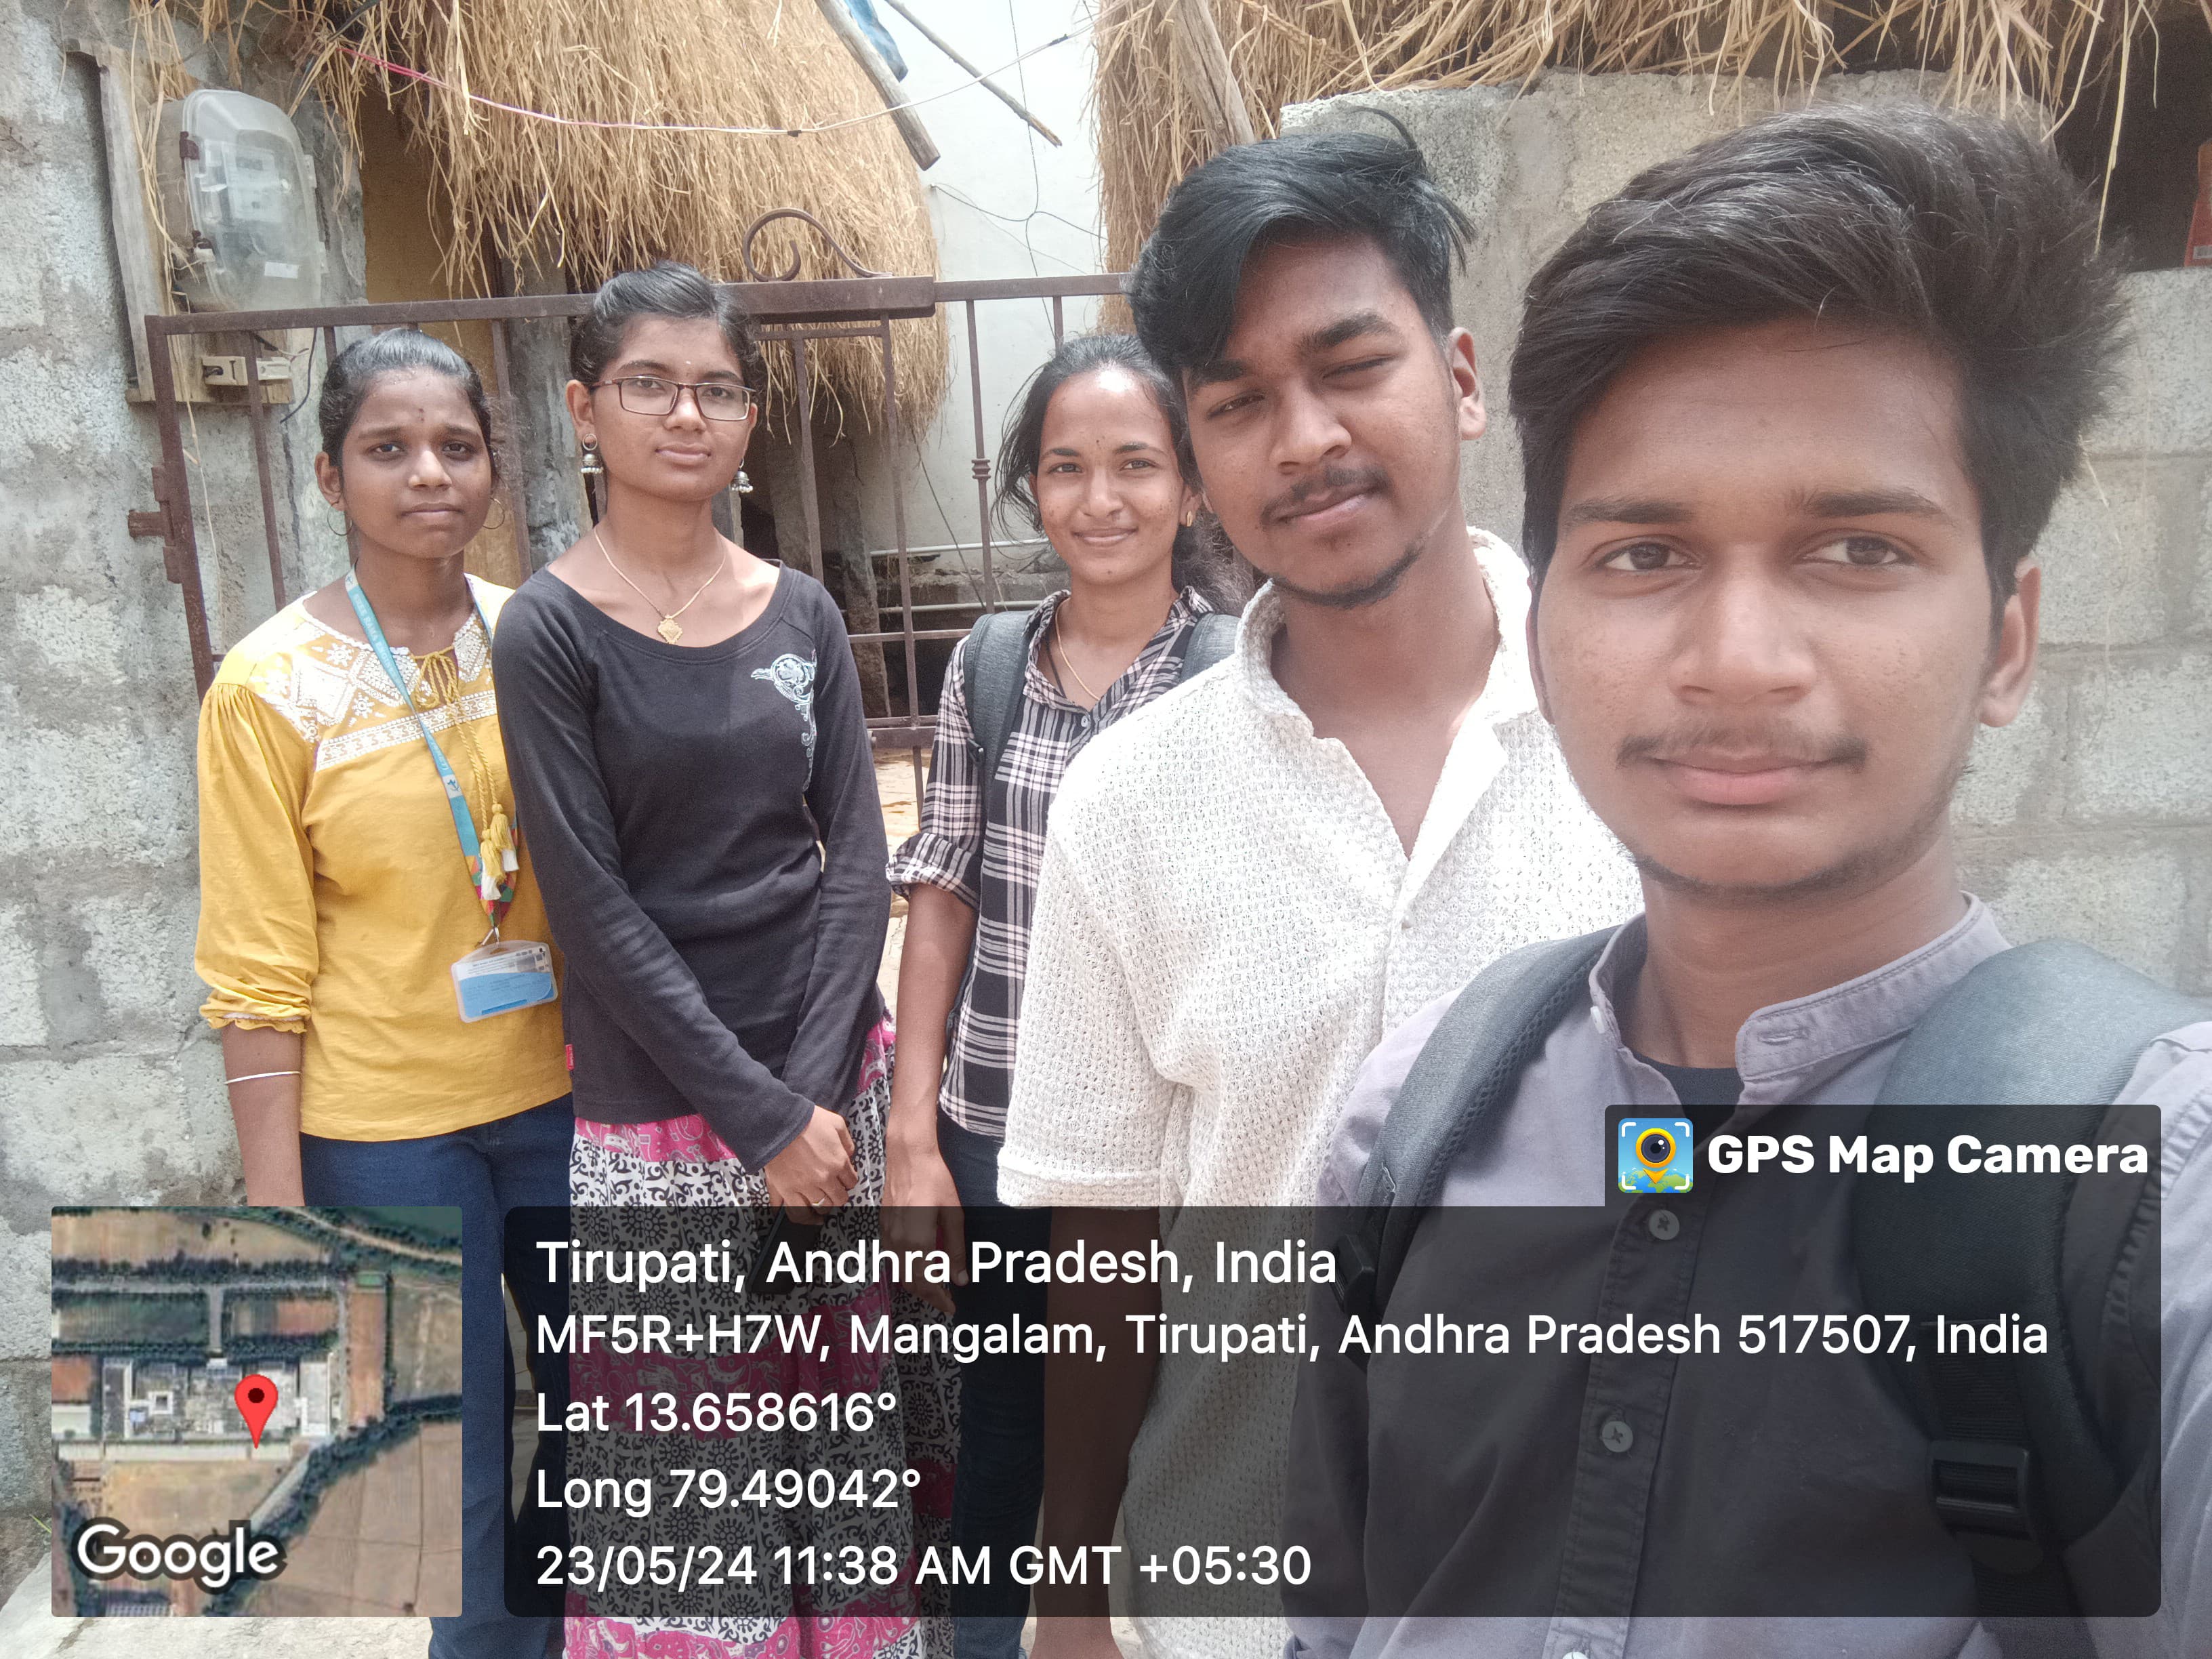 GPS Map Camera
Tirupati, Andhra Pradesh, India
MF5R+H7W, Mangalam, Tirupati, Andhra Pradesh 517507, India
Lat 13.658616°
Long 79.49042°
23/05/24 11:38 AM GMT +05:30
Google